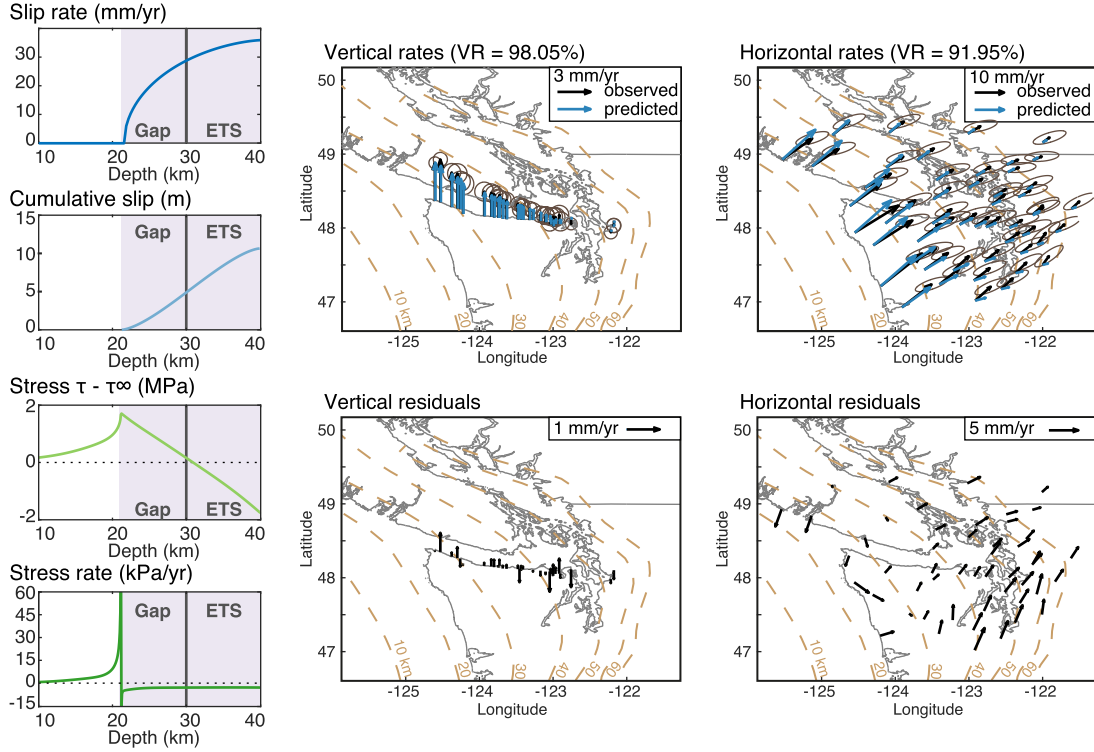 Slip rate (mm/yr)
30
20
10
0
Gap
ETS
10
20
30
40
Depth (km)
Cumulative slip (m)
15
10
5
0
Gap
ETS
10
20
30
40
Depth (km)
Stress τ - τ∞ (MPa)
2
0
-2
Gap
ETS
10
20
30
40
Depth (km)
Stress rate (kPa/yr)
60
45
30
15
0
-15
Gap
ETS
10
20
30
40
Depth (km)
Vertical rates (VR = 98.05%)
3 mm/yr
observed
predicted
50
49
48
47
Latitude
10 km
20
30
40
50
60
-125
-124
-123
-122
Longitude
Horizontal rates (VR = 91.95%)
10 mm/yr
observed
predicted
50
49
48
47
Latitude
10 km
20
30
40
50
60
-125
-124
-123
-122
Longitude
Vertical residuals
1 mm/yr
50
49
48
47
Latitude
10 km
20
30
40
50
60
-125
-124
-123
-122
Longitude
Horizontal residuals
5 mm/yr
50
49
48
47
Latitude
10 km
20
30
40
50
60
-125
-124
-123
-122
Longitude